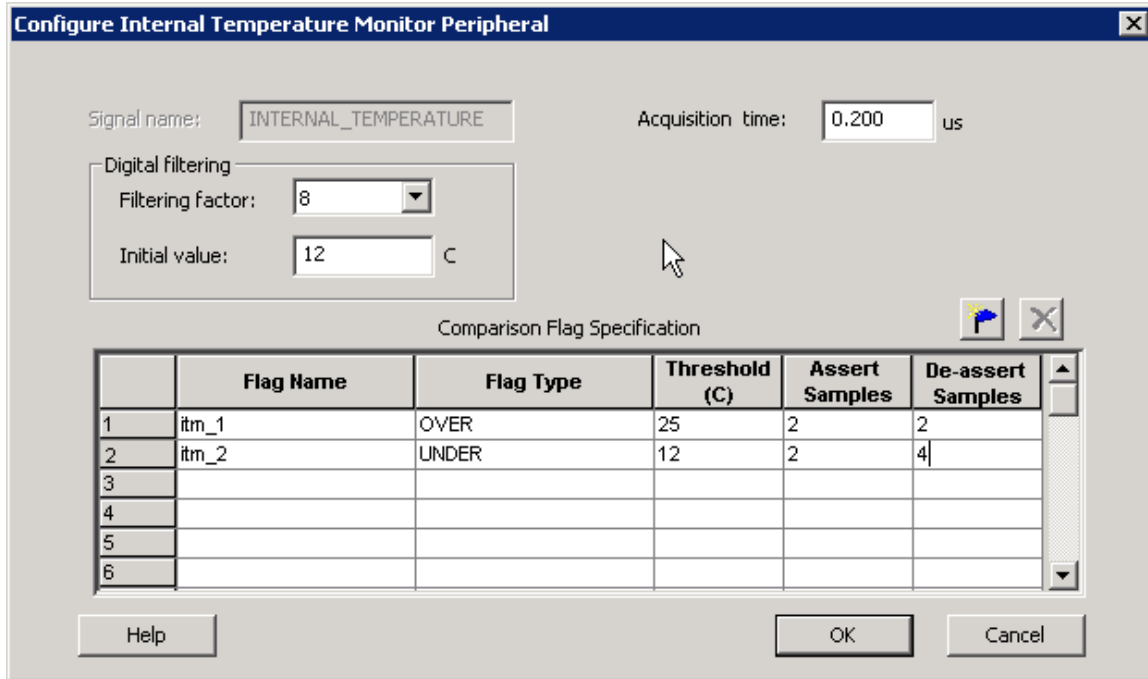 Configure Internal Temperature Monitor Peripheral
Signal name: INTERNAL_TEMPERATURE Acquisition time: 0.200 us
Digital filtering
Filtering factor: 8
Initial value: 12 C
Comparison Flag Specification
Flag Name Flag Type Threshold (C) Assert Samples De-assert Samples
1 itm_1 OVER 25 2 2
2 itm_2 UNDER 12 2 4
3
4
5
6
Help OK Cancel